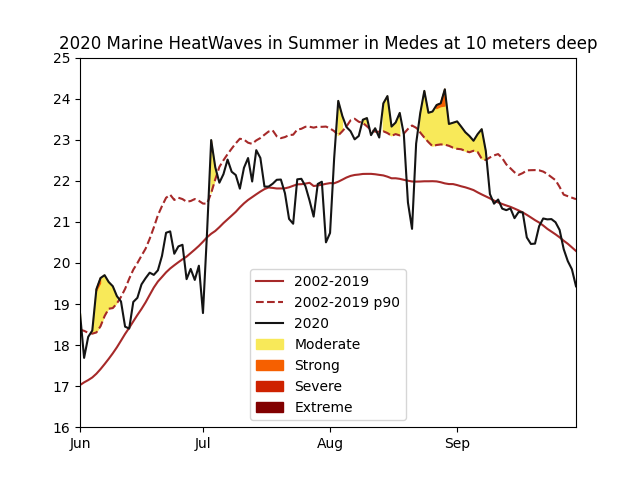 2020 Marine HeatWaves in Summer in Medes at 10 meters deep
25
24
23
22
21
20
19
18
17
16
Jun
Jul
Aug
Sep
2002-2019
2002-2019 p90
2020
Moderate
Strong
Severe
Extreme